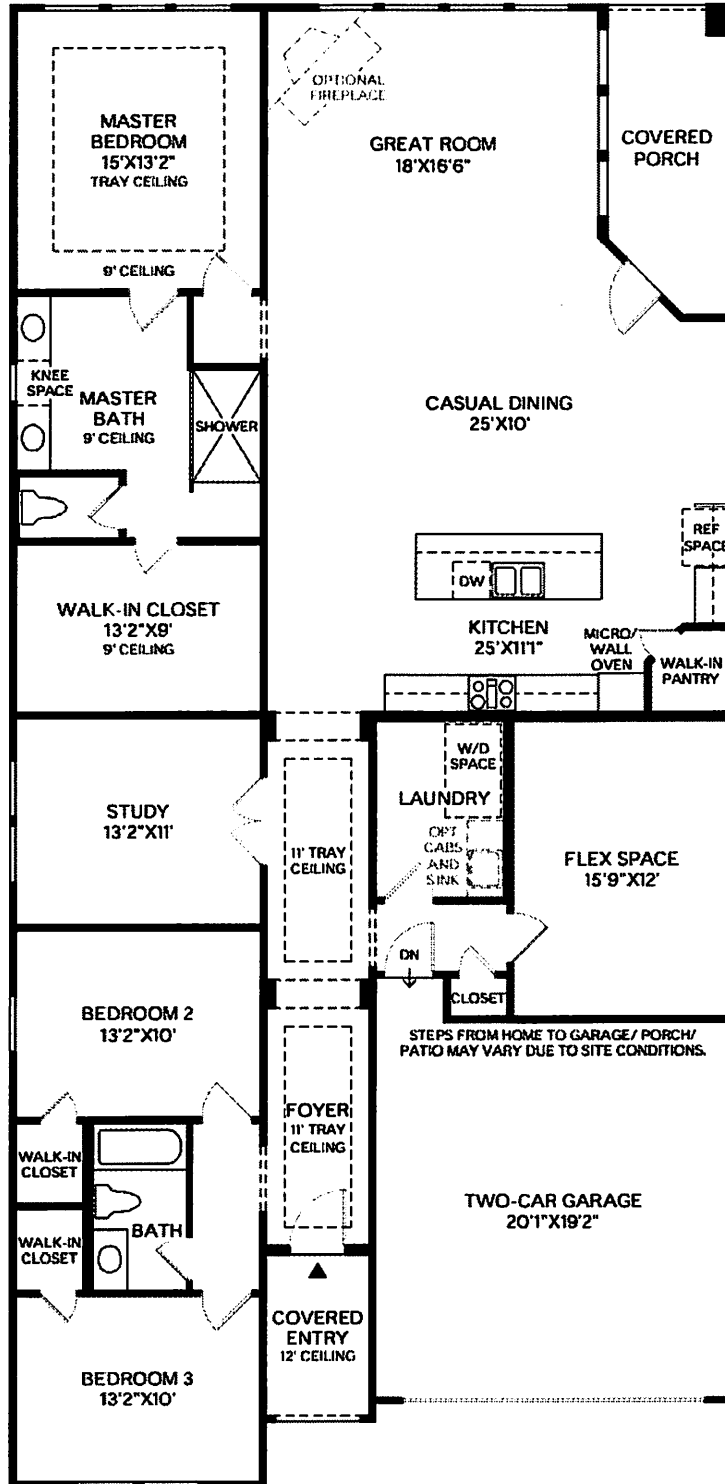 OPTIONAL
FIREPLACE
MASTER
BEDROOM
15'X13'2"
TRAY CEILING
9' CEILING
GREAT ROOM
18'X16'6"
COVERED
PORCH
KNEE
SPACE
MASTER
BATH
9' CEILING
SHOWER
CASUAL DINING
25'X10'
REF
SPACE
DW
WALK-IN CLOSET
13'2"X9'
9' CEILING
KITCHEN
25'X11'1"
MICRO/
WALL
OVEN
WALK-IN
PANTRY
W/D
SPACE
LAUNDRY
OPT
CABS
AND
SINK
STUDY
13'2"X11'
11' TRAY
CEILING
FLEX SPACE
15'9"X12'
DN
CLOSET
BEDROOM 2
13'2"X10'
STEPS FROM HOME TO GARAGE/ PORCH/
PATIO MAY VARY DUE TO SITE CONDITIONS.
FOYER
11' TRAY
CEILING
WALK-IN
CLOSET
WALK-IN
CLOSET
BATH
TWO-CAR GARAGE
20'1"X19'2"
COVERED
ENTRY
12' CEILING
BEDROOM 3
13'2"X10'